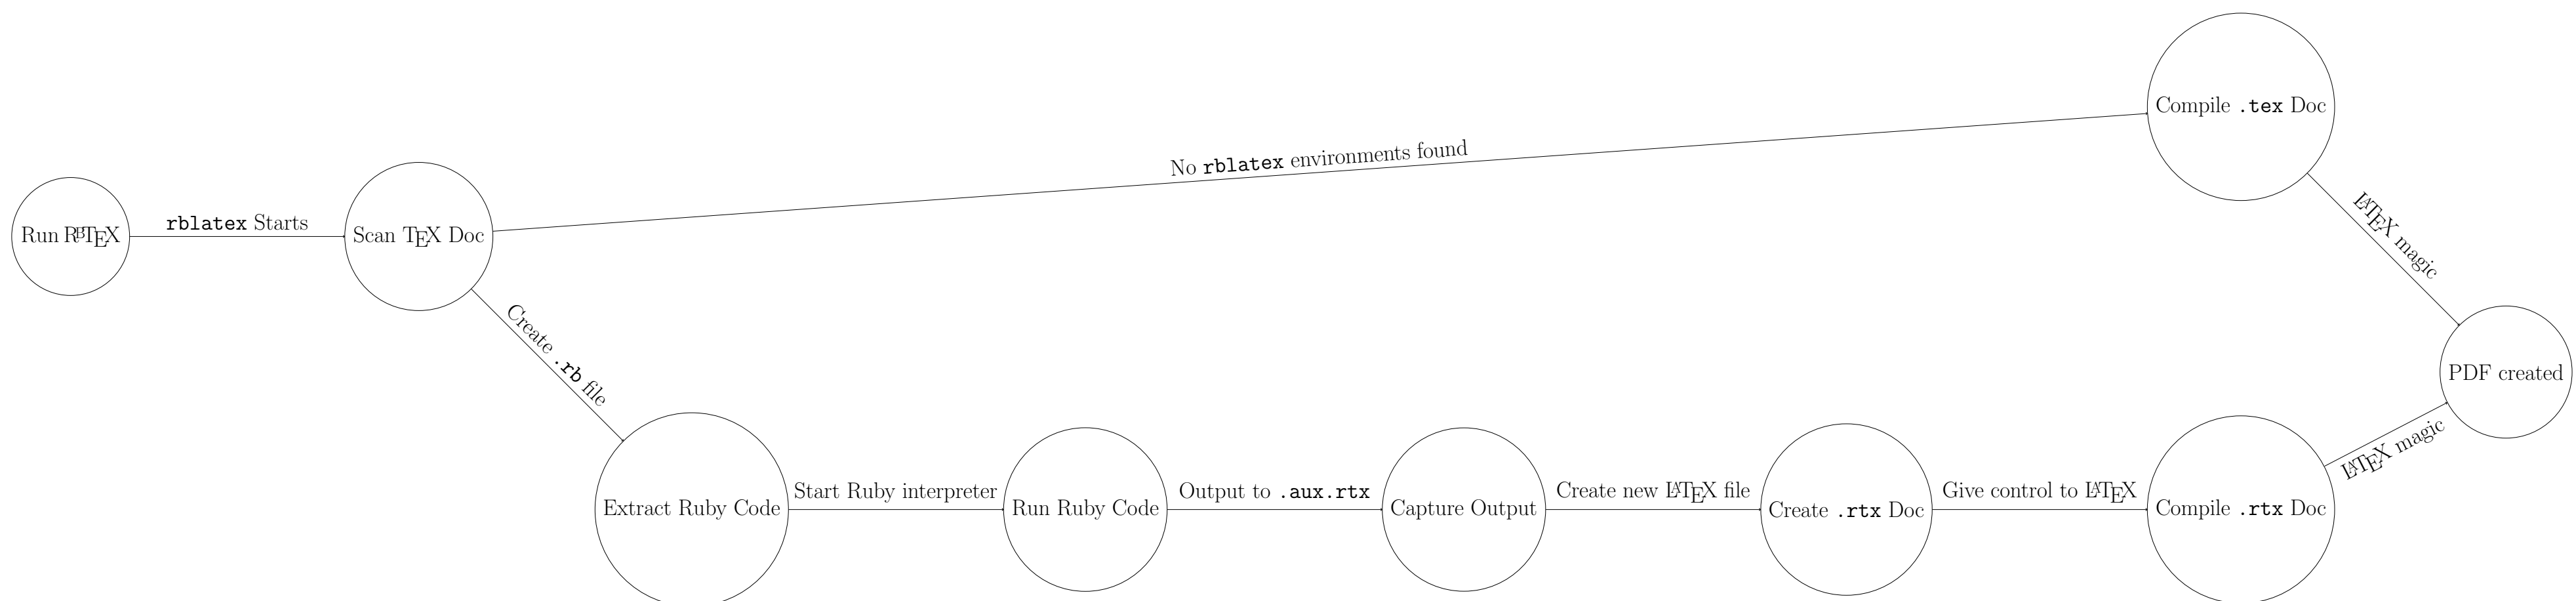 Compile .tex Doc
No rblatex environments found
Run RBTEX
rblatex Starts
Scan TEX Doc
LATEX magic
Create .rb file
PDF created
Extract Ruby Code
Start Ruby interpreter
Run Ruby Code
Output to .aux.rtx
Capture Output
Create new LATEX file
Create .rtx Doc
Give control to LATEX
Compile .rtx Doc
LATEX magic